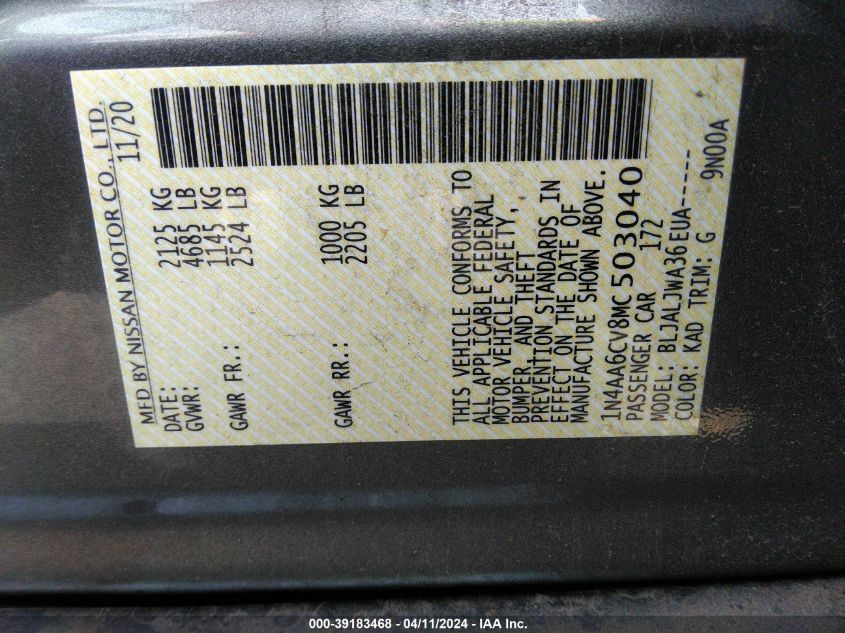 MFD BY NISSAN MOTOR CO., LTD.
DATE: 11/20
GVWR: 2125 KG
4685 LB
GAWR FR.: 1145 KG
2524 LB
GAWR RR.: 1000 KG
2205 LB
THIS VEHICLE CONFORMS TO
ALL APPLICABLE FEDERAL
MOTOR VEHICLE SAFETY,
BUMPER, AND THEFT
PREVENTION STANDARDS IN
EFFECT ON THE DATE OF
MANUFACTURE SHOWN ABOVE.
1N4AA6CV8MC503040
PASSENGER CAR 172
MODEL: BLJALJWA36EUA-----
COLOR: KAD TRIM: G 9N00A
000-39183468 - 04/11/2024 - IAA Inc.